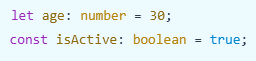 let age: number = 30;
const isActive: boolean = true;